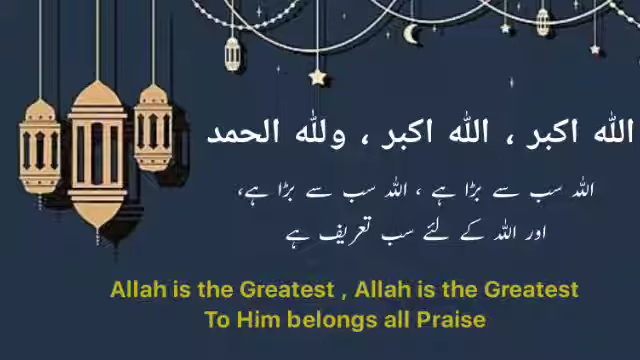 الله اكبر ، الله اكبر ، ولله الحمد
اللہ سب سے بڑا ہے ، اللہ سب سے بڑا ہے،
اور اللہ کے لئے سب تعریف ہے
Allah is the Greatest , Allah is the Greatest
To Him belongs all Praise